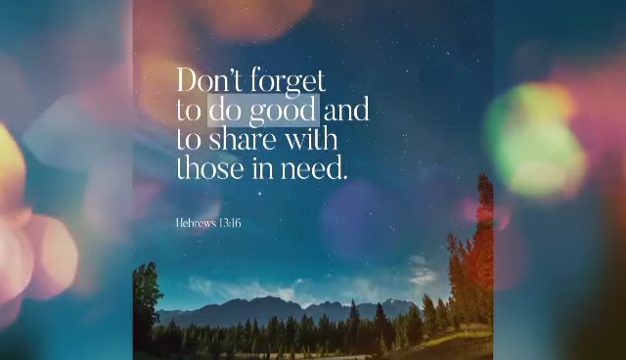 Don't forget
to do good and
to share with
those in need.
Hebrews 13:16